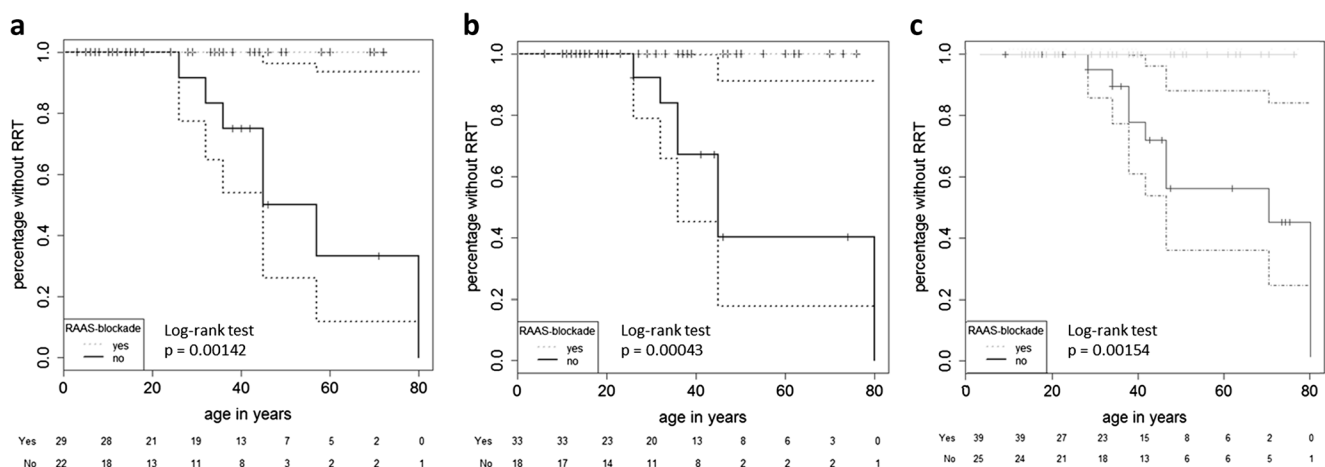 a
percentage without RRT
1.0
0.8
0.6
0.4
0.2
0.0
RAAS-blockade
yes
no
Log-rank test
p = 0.00142
0 20 40 60 80
age in years
Yes 29 28 21 19 13 7 5 2 0
No 22 18 13 11 8 3 2 2 1
b
percentage without RRT
1.0
0.8
0.6
0.4
0.2
0.0
RAAS-blockade
yes
no
Log-rank test
p = 0.00043
0 20 40 60 80
age in years
Yes 33 33 23 20 13 8 6 3 0
No 18 17 14 11 8 2 2 2 1
c
percentage without RRT
1.0
0.8
0.6
0.4
0.2
0.0
RAAS-blockade
yes
no
Log-rank test
p = 0.00154
0 20 40 60 80
age in years
Yes 39 39 27 23 15 8 6 2 0
No 25 24 21 18 13 6 6 5 1